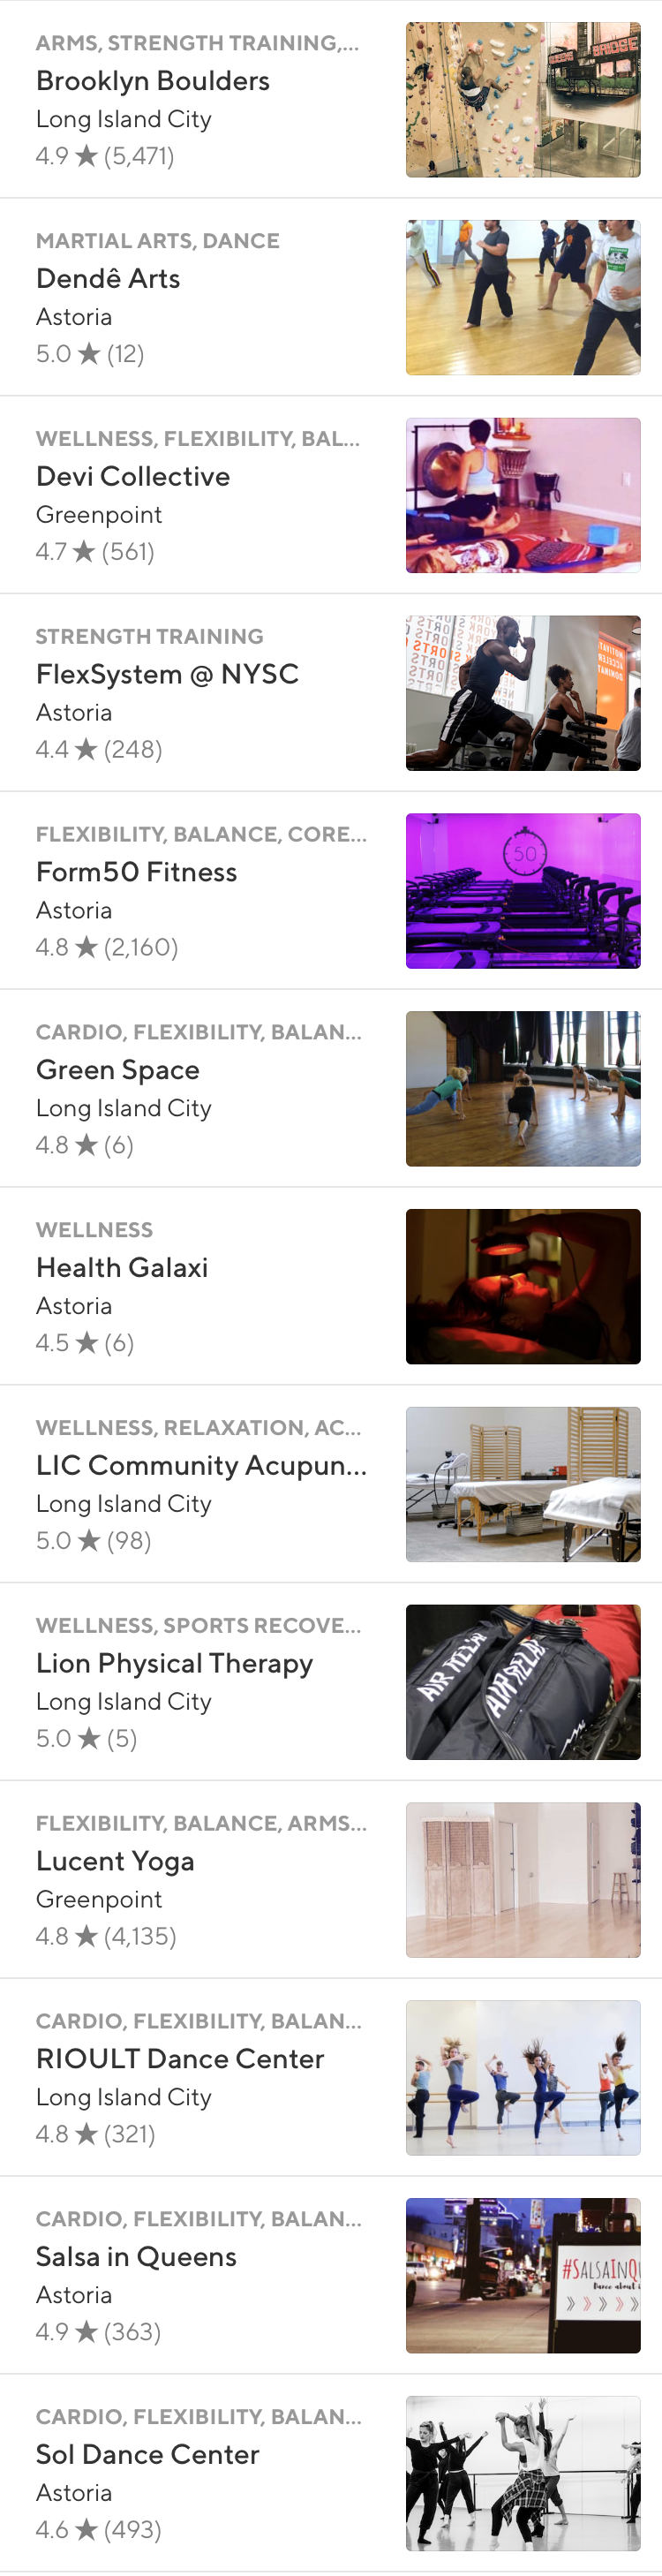 ARMS, STRENGTH TRAINING,...
Brooklyn Boulders
Long Island City
4.9 ★ (5,471)
BRIDGE
MARTIAL ARTS, DANCE
Dendê Arts
Astoria
5.0 ★ (12)
WELLNESS, FLEXIBILITY, BAL...
Devi Collective
Greenpoint
4.7 ★ (561)
STRENGTH TRAINING
FlexSystem @ NYSC
Astoria
4.4 ★ (248)
FLEXIBILITY, BALANCE, CORE...
Form50 Fitness
Astoria
4.8 ★ (2,160)
50
CARDIO, FLEXIBILITY, BALAN...
Green Space
Long Island City
4.8 ★ (6)
WELLNESS
Health Galaxi
Astoria
4.5 ★ (6)
WELLNESS, RELAXATION, AC...
LIC Community Acupun...
Long Island City
5.0 ★ (98)
WELLNESS, SPORTS RECOVE...
Lion Physical Therapy
Long Island City
5.0 ★ (5)
AIR RELAX
AIR RELAX
FLEXIBILITY, BALANCE, ARMS...
Lucent Yoga
Greenpoint
4.8 ★ (4,135)
CARDIO, FLEXIBILITY, BALAN...
RIOULT Dance Center
Long Island City
4.8 ★ (321)
CARDIO, FLEXIBILITY, BALAN...
Salsa in Queens
Astoria
4.9 ★ (363)
#SALSAINQU
Dance about i
CARDIO, FLEXIBILITY, BALAN...
Sol Dance Center
Astoria
4.6 ★ (493)